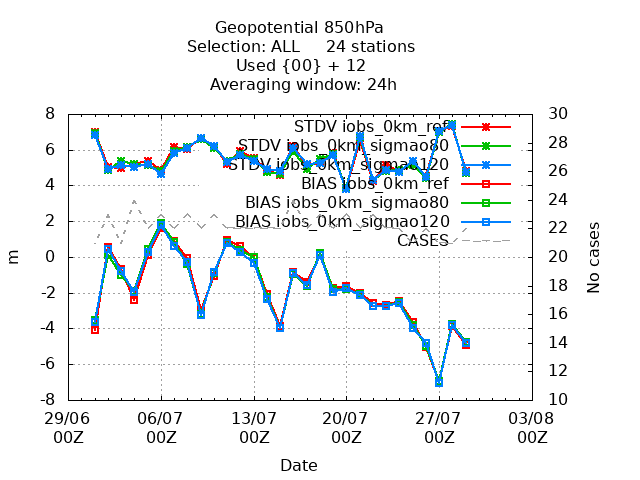 Geopotential 850hPa
Selection: ALL 24 stations
Used {00} + 12
Averaging window: 24h
8 30
6 28
4 26
2 24
22
0 20
-2 18
-4 16
-6 14
12
-8 10
m
No cases
STDV iobs_0km_ref
STDV iobs_0km_sigmao80
STDV iobs_0km_sigmao120
BIAS iobs_0km_ref
BIAS iobs_0km_sigmao80
BIAS iobs_0km_sigmao120
CASES
29/06 06/07 13/07 20/07 27/07 03/08
00Z 00Z 00Z 00Z 00Z 00Z
Date